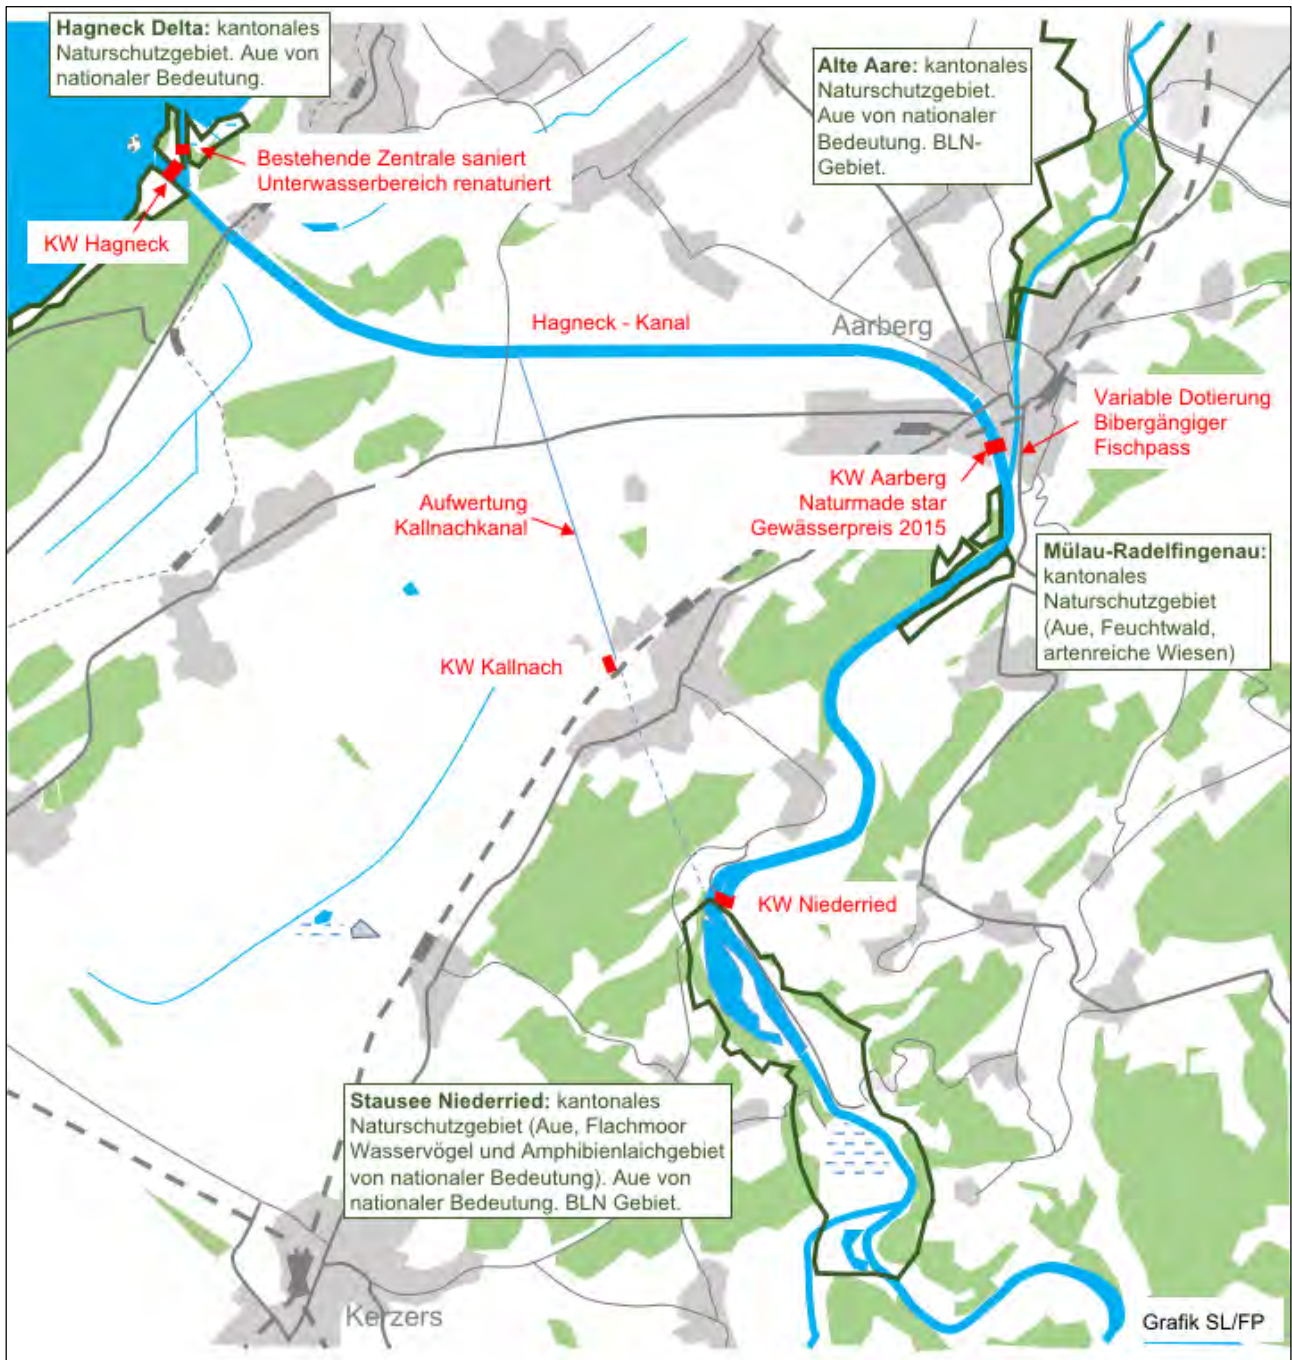 Hagneck Delta: kantonales
Naturschutzgebiet. Aue von
nationaler Bedeutung.
Alte Aare: kantonales
Naturschutzgebiet.
Aue von nationaler
Bedeutung. BLN-
Gebiet.
Bestehende Zentrale saniert
Unterwasserbereich renaturiert
KW Hagneck
Hagneck - Kanal
Aarberg
Variable Dotierung
Bibergängiger
Fischpass
KW Aarberg
Naturmade star
Gewässerpreis 2015
Aufwertung
Kallnachkanal
Mülau-Radelfingenau:
kantonales
Naturschutzgebiet
(Aue, Feuchtwald,
artenreiche Wiesen)
KW Kallnach
KW Niederried
Stausee Niederried: kantonales
Naturschutzgebiet (Aue, Flachmoor
Wasservögel und Amphibienlaichgebiet
von nationaler Bedeutung). Aue von
nationaler Bedeutung. BLN Gebiet.
Kerzers
Grafik SL/FP